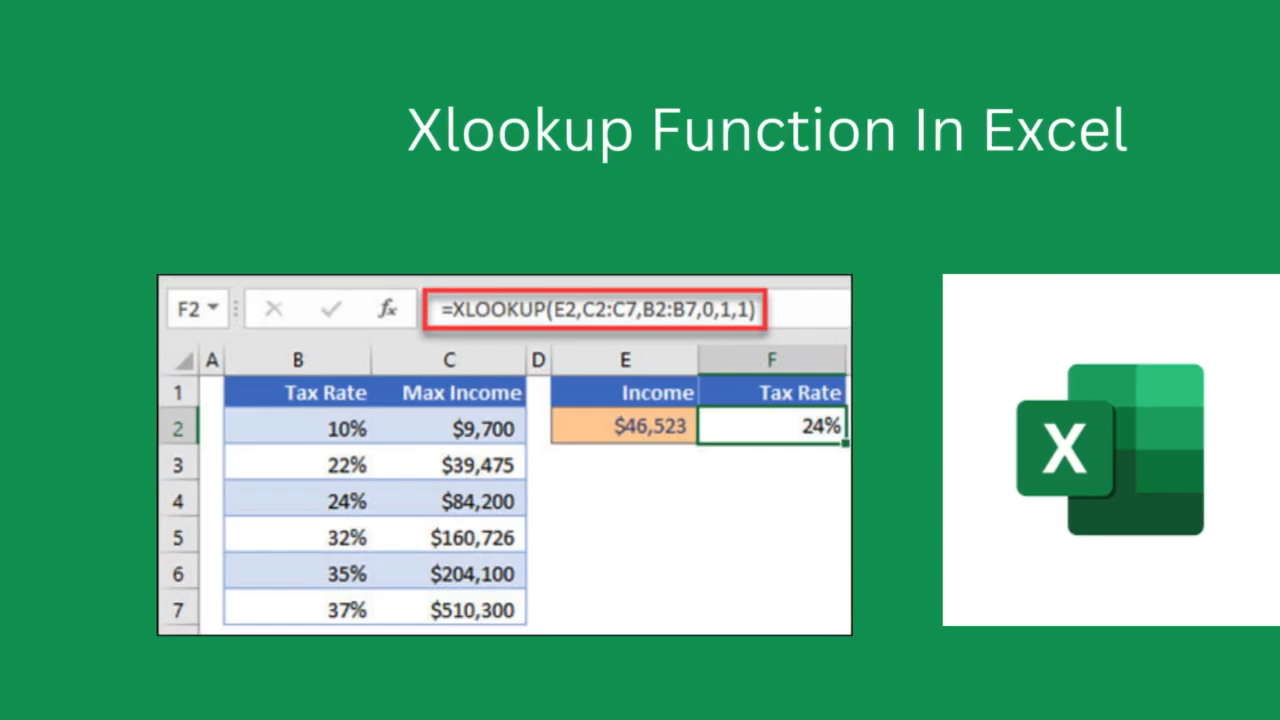 Xlookup Function In Excel
F2 fx =XLOOKUP(E2,C2:C7,B2:B7,0,1,1)
A B C D E F
1 Tax Rate Max Income Income Tax Rate
2 10% $9,700 $46,523 24%
3 22% $39,475
4 24% $84,200
5 32% $160,726
6 35% $204,100
7 37% $510,300
X